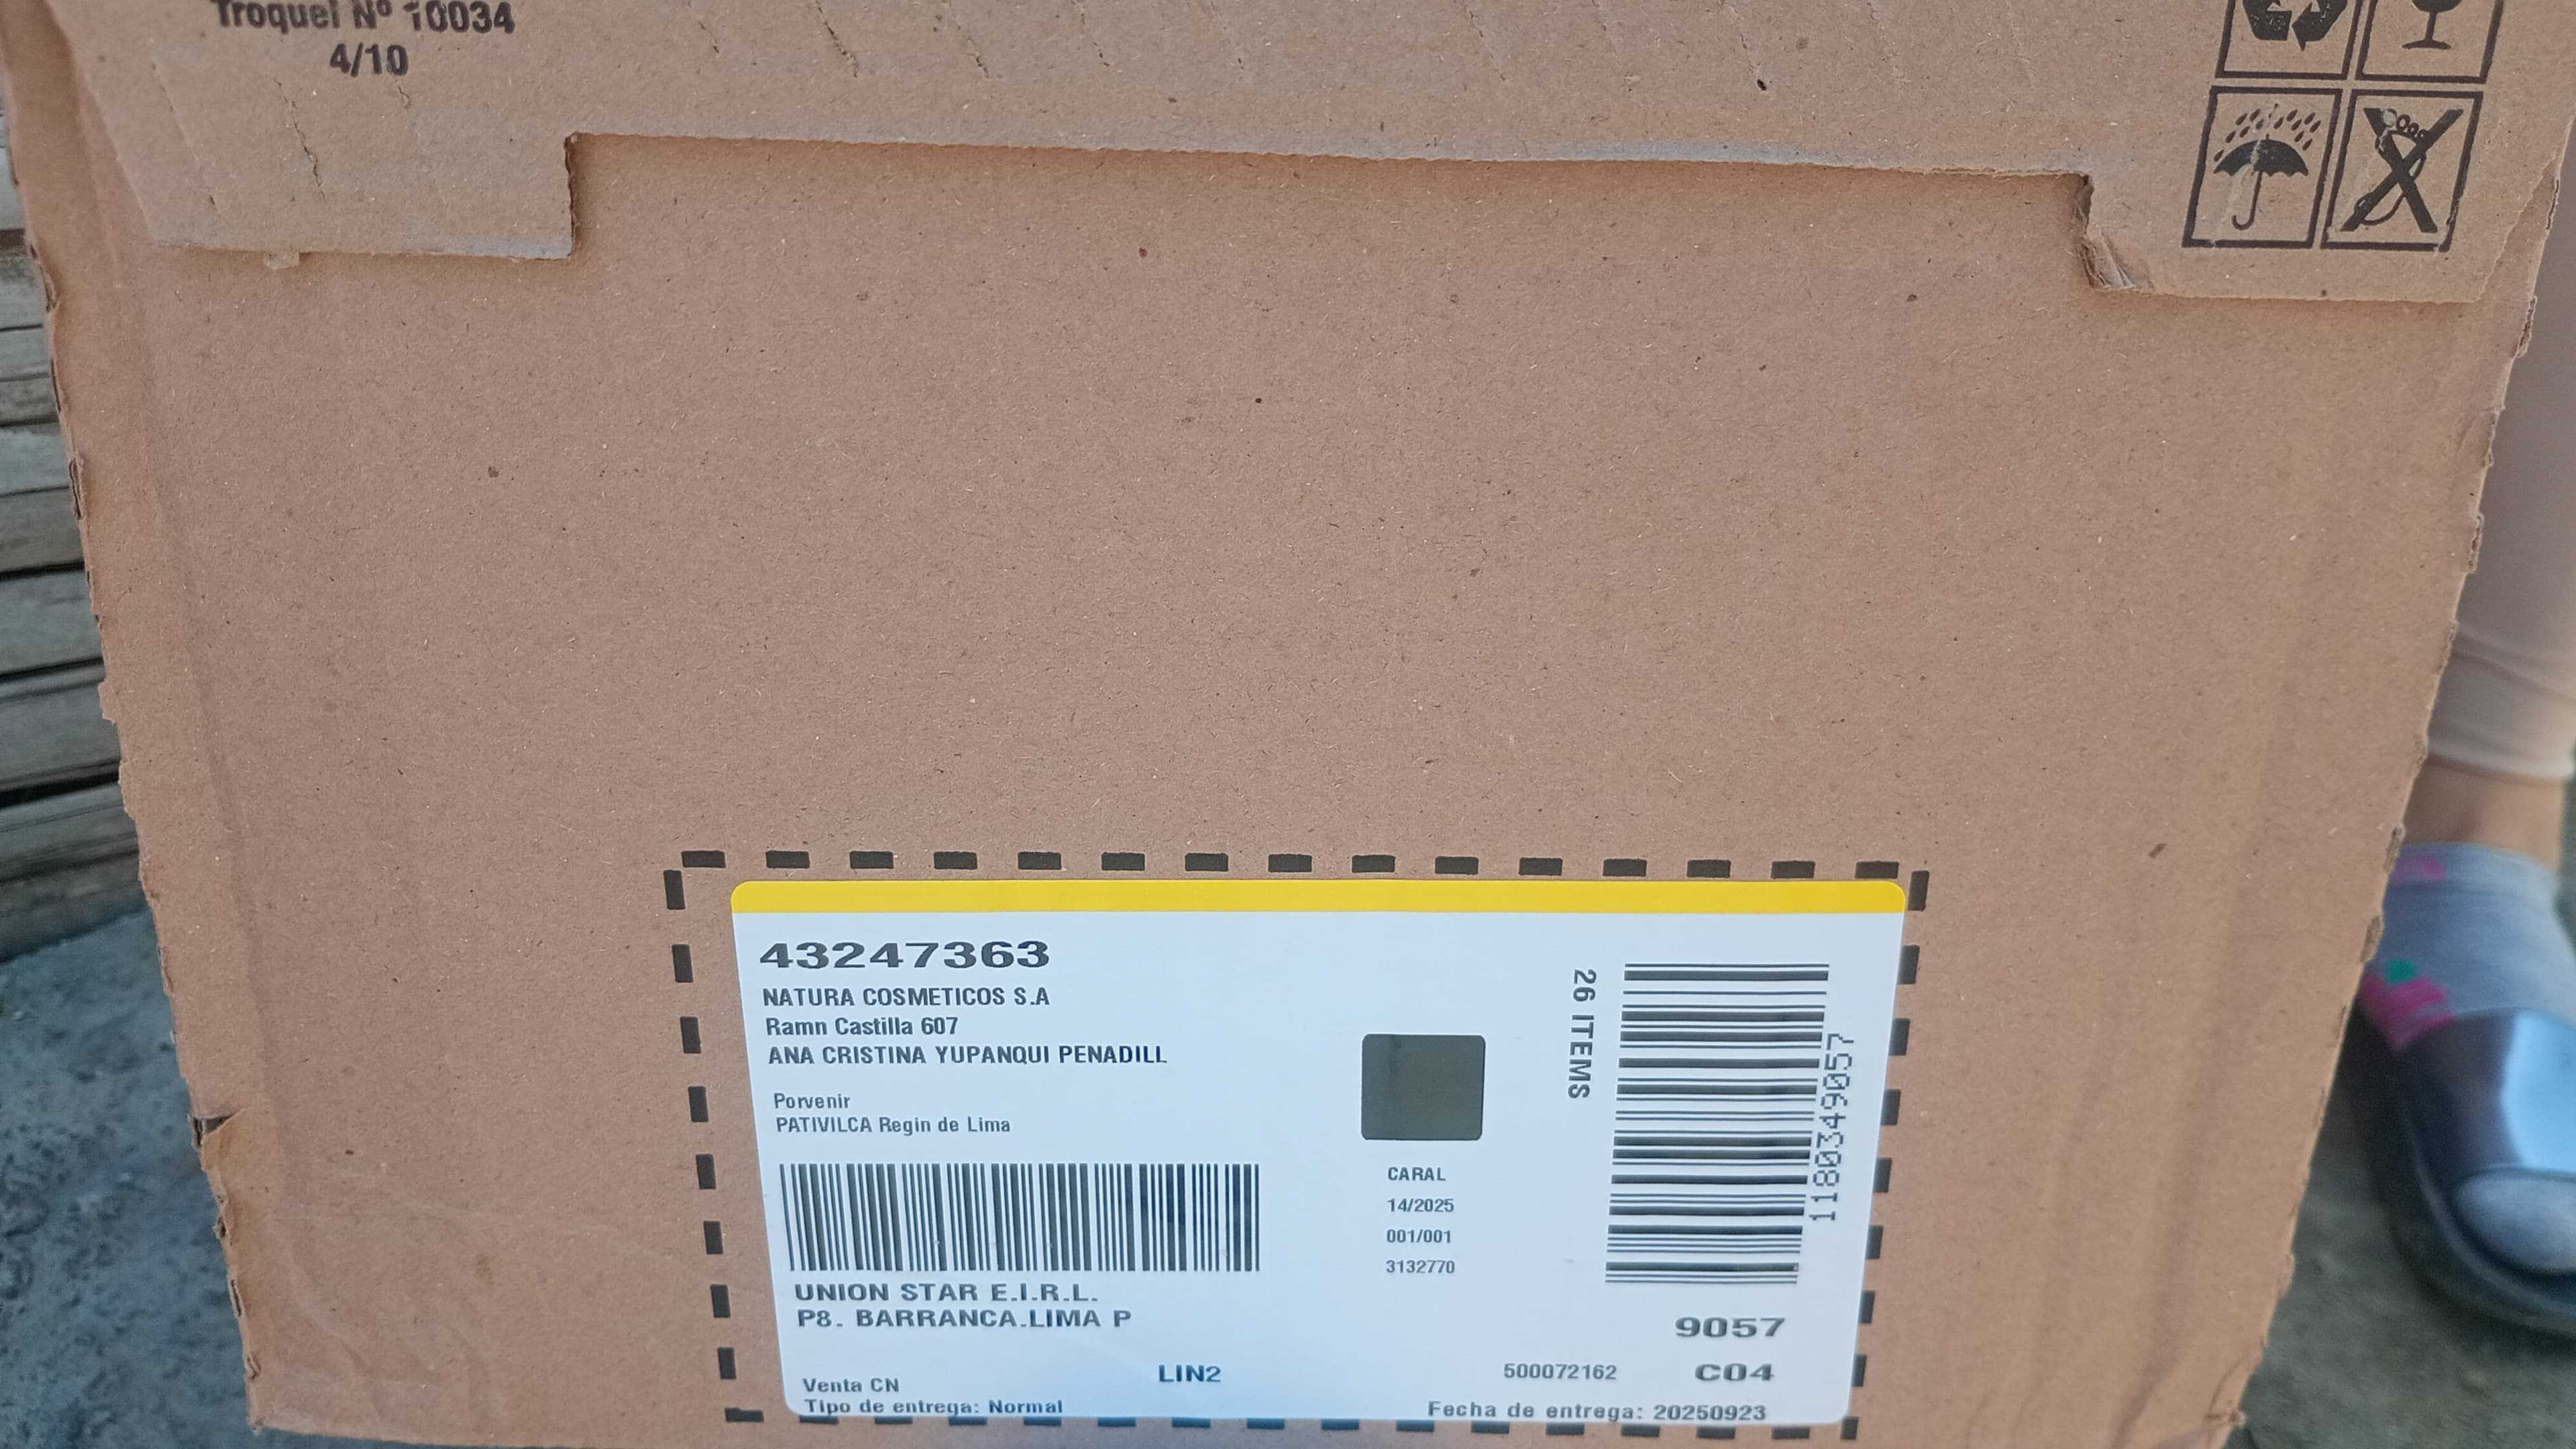 Troquel Nº 10034
4/10
43247363
NATURA COSMETICOS S.A
Ramn Castilla 607
ANA CRISTINA YUPANQUI PENADILL
Porvenir
PATIVILCA Regin de Lima
UNION STAR E.I.R.L.
P8. BARRANCA.LIMA P
Venta CN
Tipo de entrega: Normal
LIN2
CARAL
14/2025
001/001
3132770
26 ITEMS
1180349057
9057
500072162 C04
Fecha de entrega: 20250923